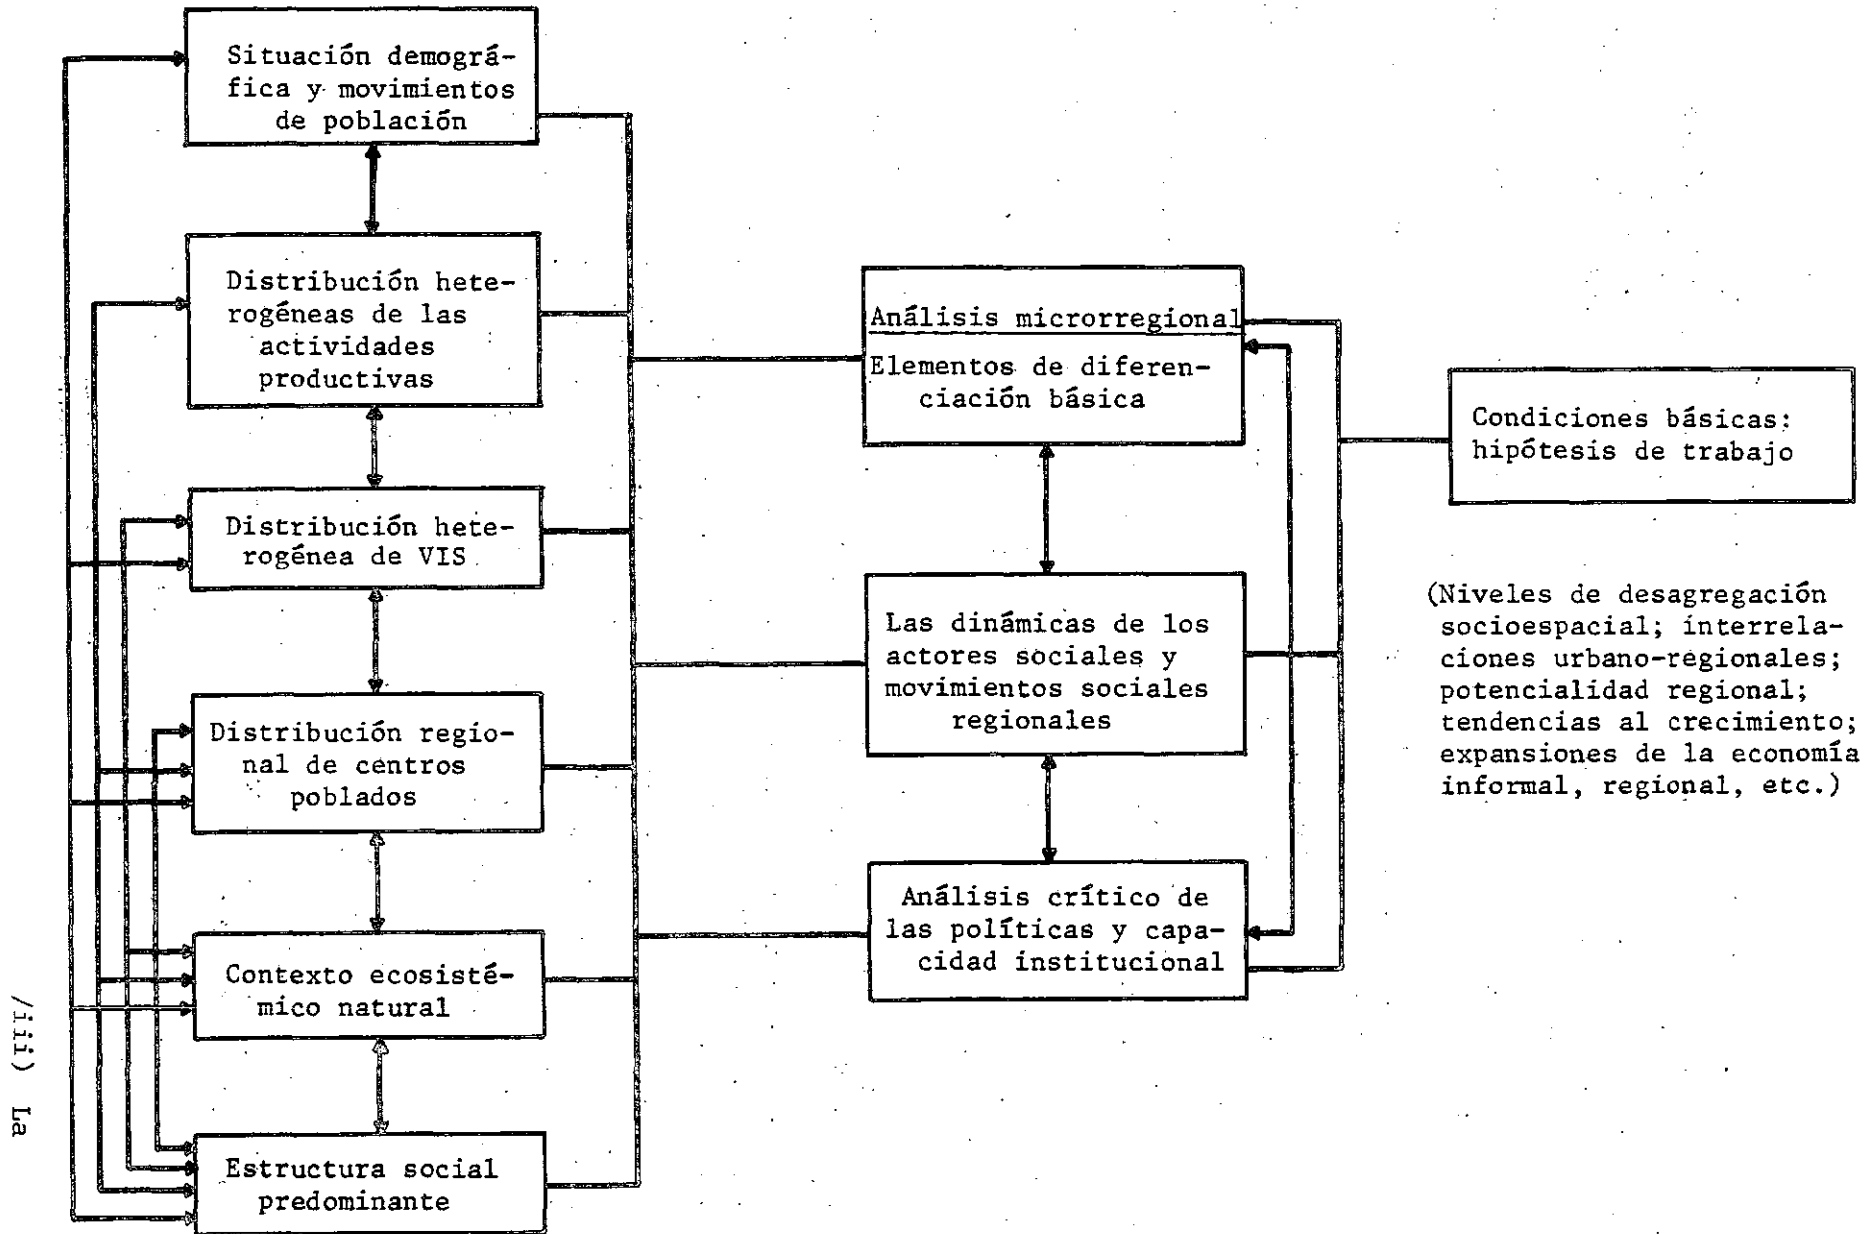 Situación demográ-
fica y movimientos
de población
Distribución hete-
rogéneas de las
actividades
productivas
Distribución hete-
rogénea de VIS
Distribución regio-
nal de centros
poblados
Contexto ecosisté-
mico natural
Estructura social
predominante
Análisis microrregional
Elementos de diferen-
ciación básica
Las dinámicas de los
actores sociales y
movimientos sociales
regionales
Análisis crítico de
las políticas y capa-
cidad institucional
Condiciones básicas:
hipótesis de trabajo
(Niveles de desagregación
socioespacial; interrela-
ciones urbano-regionales;
potencialidad regional;
tendencias al crecimiento;
expansiones de la economía
informal, regional, etc.)
/iii) La